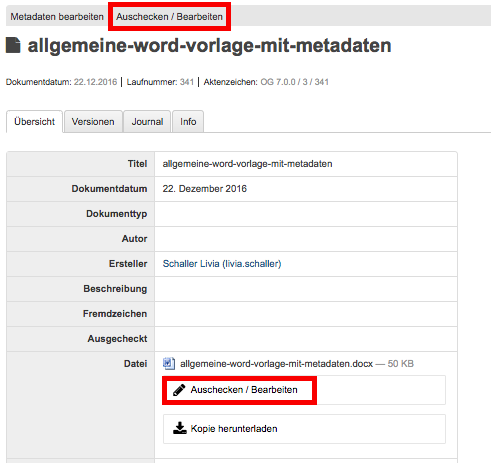 Metadaten bearbeiten Auschecken / Bearbeiten
allgemeine-word-vorlage-mit-metadaten
Dokumentdatum: 22.12.2016 | Laufnummer: 341 | Aktenzeichen: OG 7.0.0 / 3 / 341
Übersicht Versionen Journal Info
Titel allgemeine-word-vorlage-mit-metadaten
Dokumentdatum 22. Dezember 2016
Dokumenttyp
Autor
Ersteller Schaller Livia (livia.schaller)
Beschreibung
Fremdzeichen
Ausgecheckt
Datei allgemeine-word-vorlage-mit-metadaten.docx — 50 KB
Auschecken / Bearbeiten
Kopie herunterladen